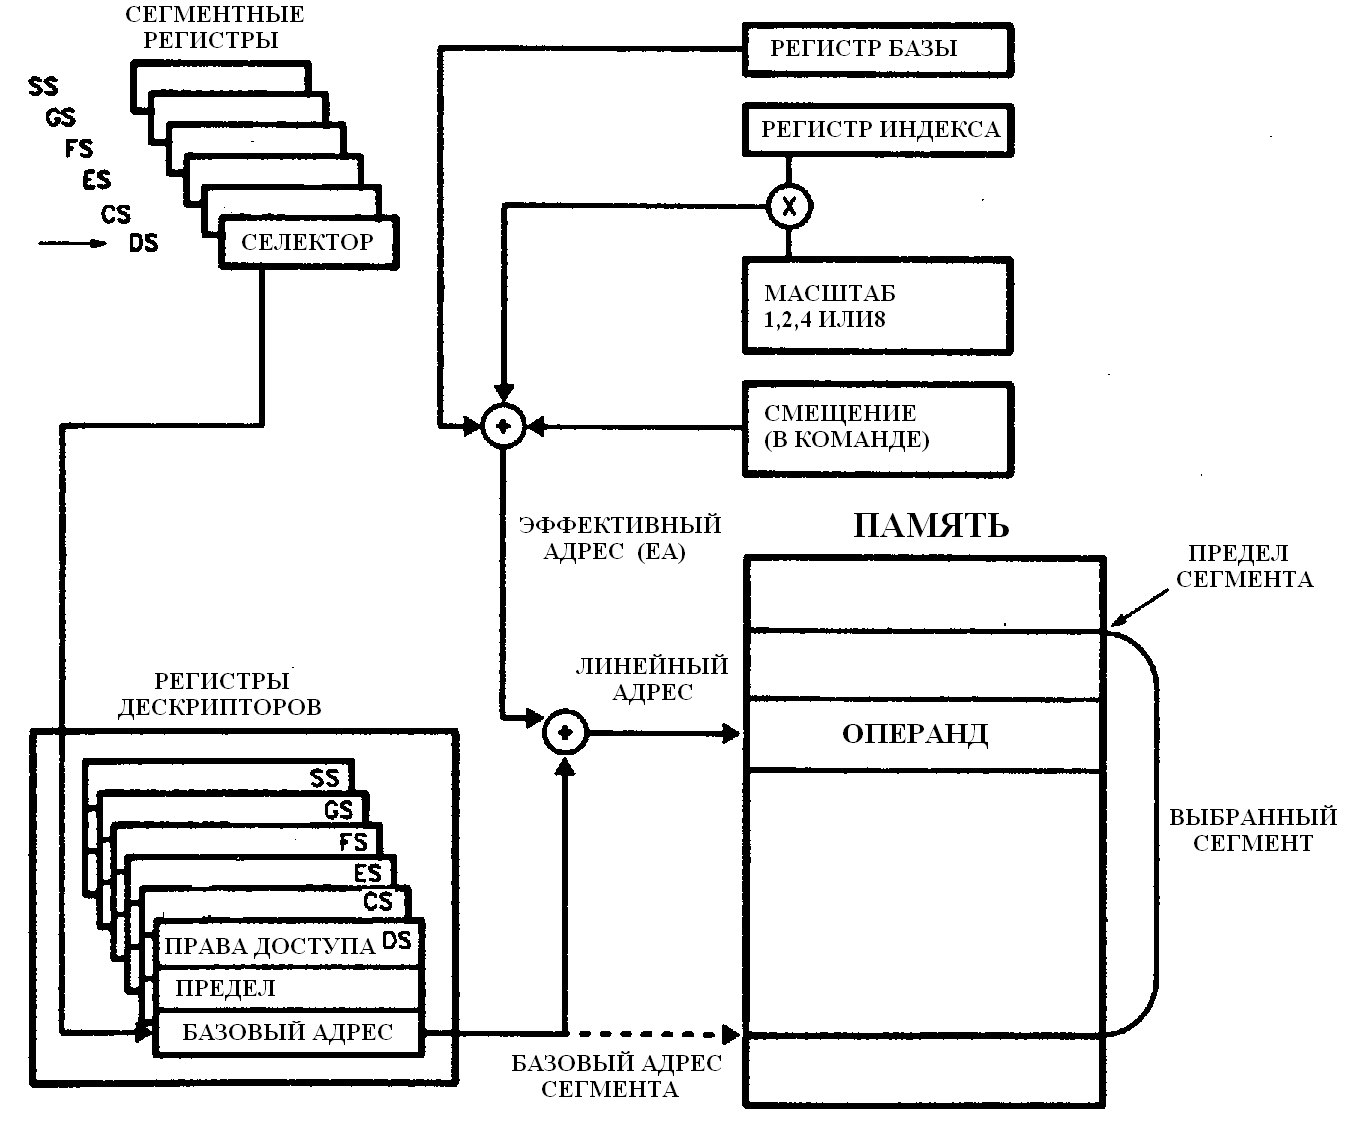 СЕГМЕНТНЫЕ
РЕГИСТРЫ
SS
GS
FS
ES
CS
DS
СЕЛЕКТОР
РЕГИСТР БАЗЫ
РЕГИСТР ИНДЕКСА
X
МАСШТАБ
1,2,4 ИЛИ8
+
СМЕЩЕНИЕ
(В КОМАНДЕ)
ЭФФЕКТИВНЫЙ
АДРЕС (ЕА)
ПАМЯТЬ
ПРЕДЕЛ
СЕГМЕНТА
ЛИНЕЙНЫЙ
АДРЕС
+
ОПЕРАНД
ВЫБРАННЫЙ
СЕГМЕНТ
РЕГИСТРЫ
ДЕСКРИПТОРОВ
SS
GS
FS
ES
CS
ПРАВА ДОСТУПА DS
ПРЕДЕЛ
БАЗОВЫЙ АДРЕС
БАЗОВЫЙ АДРЕС
СЕГМЕНТА